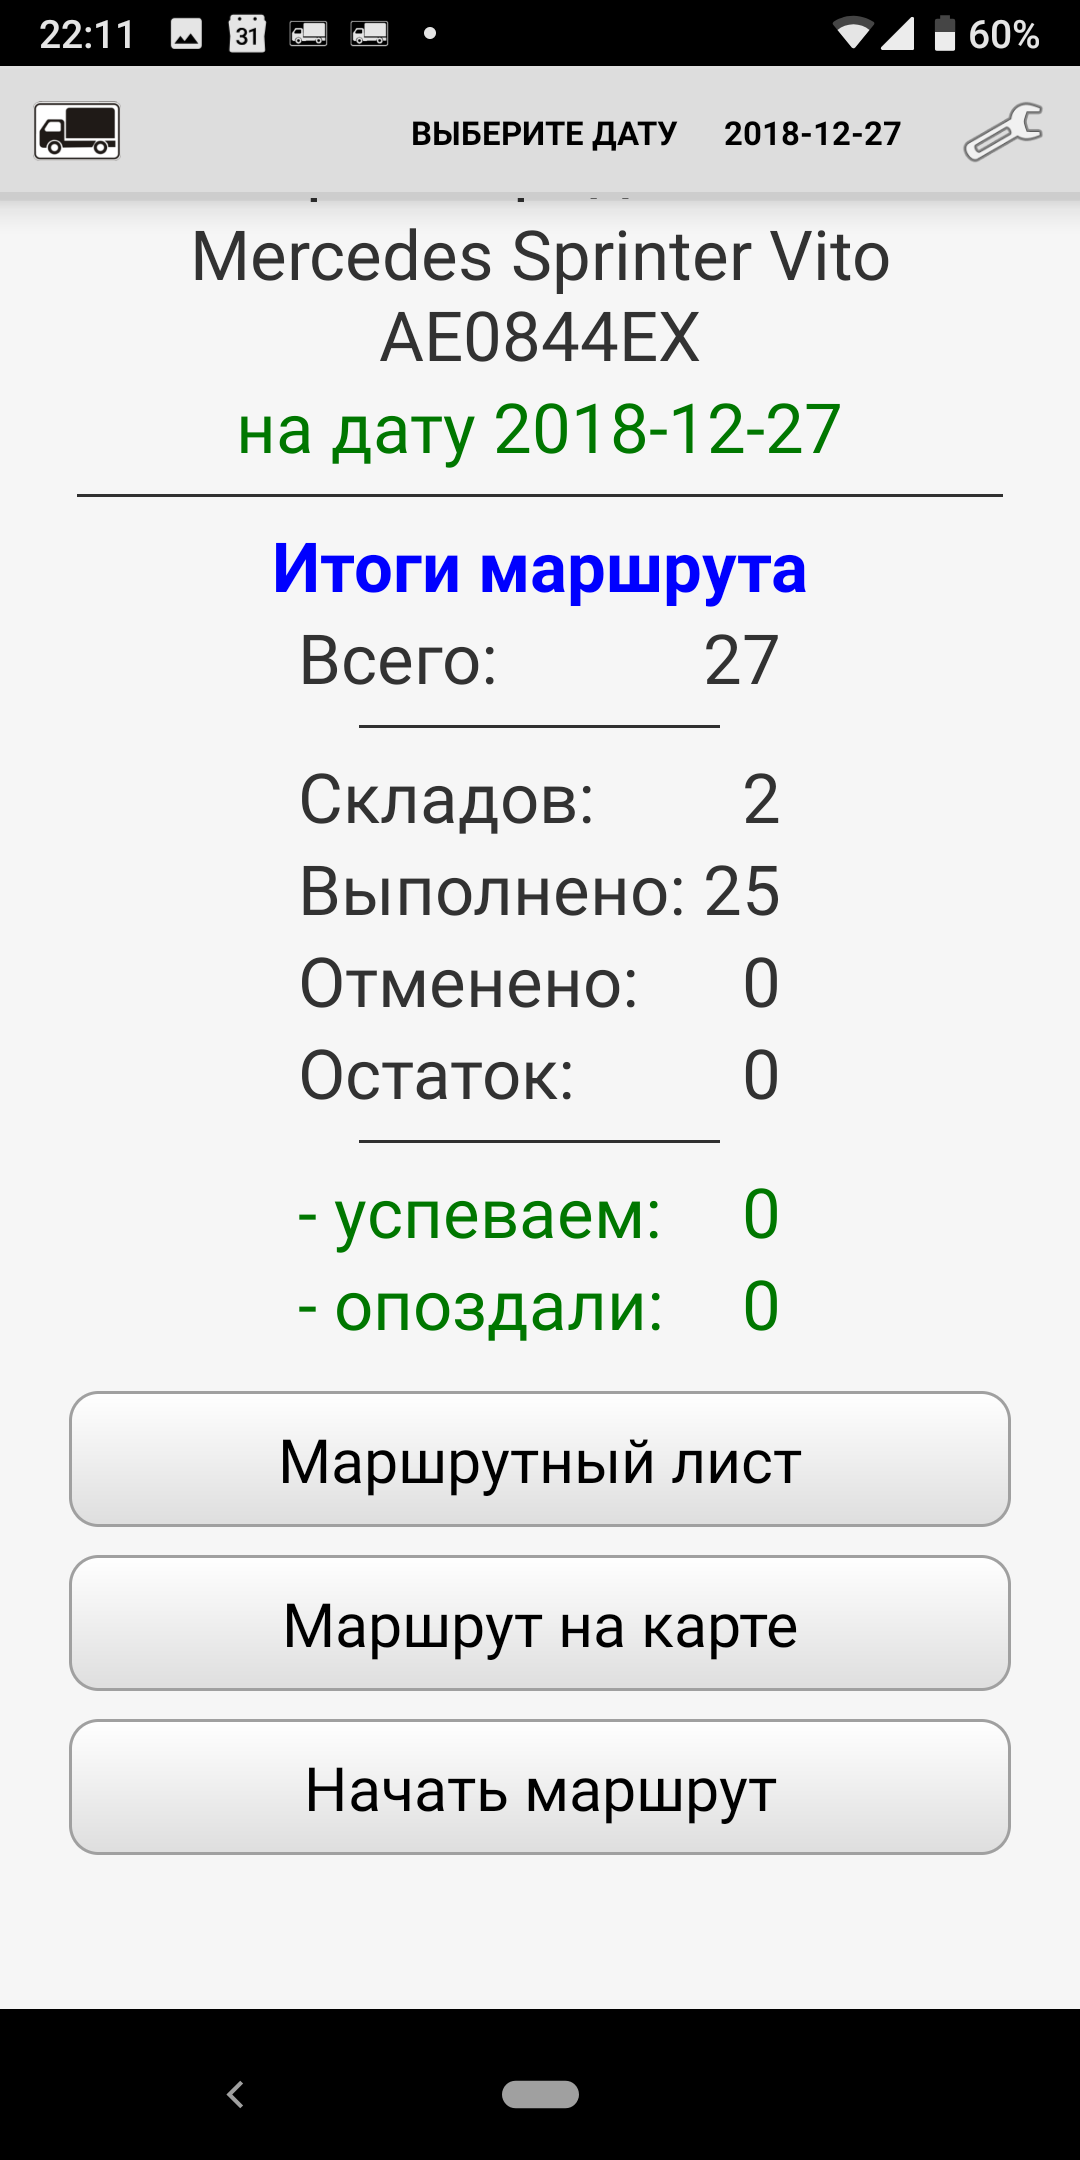 22:11 31 60%
ВЫБЕРИТЕ ДАТУ 2018-12-27
Mercedes Sprinter Vito
AE0844EX
на дату 2018-12-27
Итоги маршрута
Всего: 27
Складов: 2
Выполнено: 25
Отменено: 0
Остаток: 0
- успеваем: 0
- опоздали: 0
Маршрутный лист
Маршрут на карте
Начать маршрут